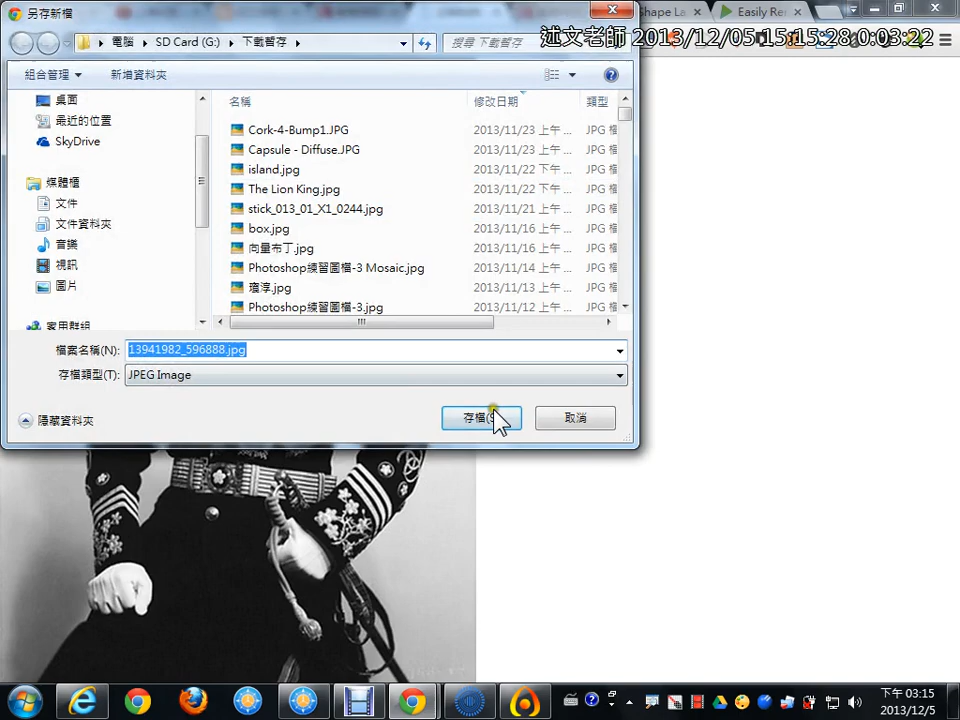 另存新檔
Shape La
Easily Re
述文老師 2013/12/05 15:15:28 0:03:22
電腦 SD Card (G:) 下載暫存
搜尋 下載暫存
組合管理 新增資料夾
名稱 修改日期 類型
桌面
最近的位置
SkyDrive
媒體櫃
文件
文件資料夾
音樂
視訊
圖片
家用群組
Cork-4-Bump1.JPG 2013/11/23 上午 ... JPG 檔
Capsule - Diffuse.JPG 2013/11/23 上午 ... JPG 檔
island.jpg 2013/11/22 下午 ... JPG 檔
The Lion King.jpg 2013/11/22 下午 ... JPG 檔
stick_013_01_X1_0244.jpg 2013/11/21 上午 ... JPG 檔
box.jpg 2013/11/16 上午 ... JPG 檔
向量布丁.jpg 2013/11/16 上午 ... JPG 檔
Photoshop練習圖檔-3 Mosaic.jpg 2013/11/14 上午 ... JPG 檔
.jpg 2013/11/13 上午 ... JPG 檔
Photoshop練習圖檔-3.jpg 2013/11/12 上午 ... JPG 檔
檔案名稱(N): 13941982_596888.jpg
存檔類型(T): JPEG Image
隱藏資料夾
存檔(S) 取消
下午 03:15
2013/12/5